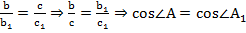 b/b₁ = c/c₁ ⇒ b/c = b₁/c₁ ⇒ cos∠A = cos∠A₁